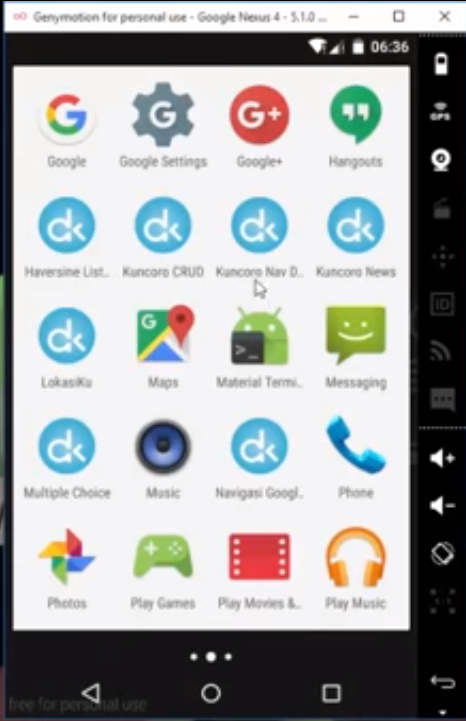 Genymotion for personal use - Google Nexus 4 - 5.1.0 ...
06:36
GPS
Google
Google Settings
Google+
Hangouts
Haversine List..
Kuncoro CRUD
Kuncoro Nav D..
Kuncoro News
ID
LokasiKu
Maps
Material Termi..
Messaging
Multiple Choice
Music
Navigasi Googl..
Phone
Photos
Play Games
Play Movies &..
Play Music
free for personal use